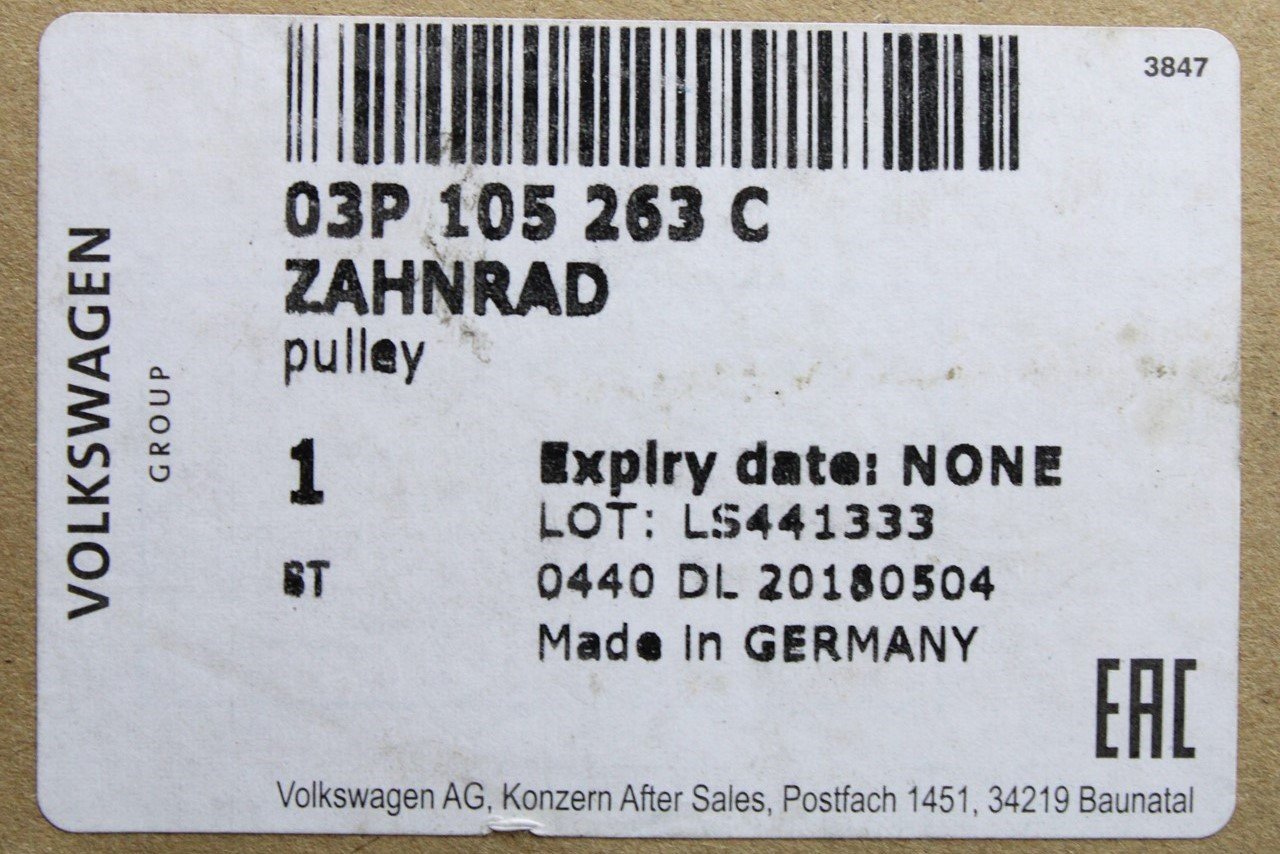 3847
03P 105 263 C
ZAHNRAD
pulley
1
Expiry date: NONE
LOT: LS441333
ST
0440 DL 20180504
Made in GERMANY
EAC
Volkswagen AG, Konzern After Sales, Postfach 1451, 34219 Baunatal
VOLKSWAGEN
GROUP